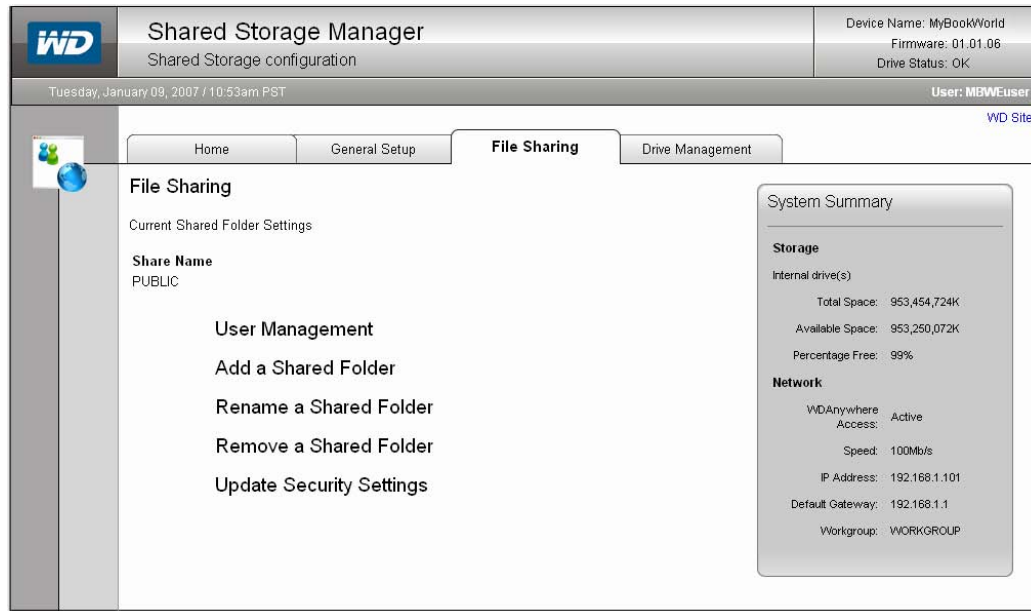 WD
Shared Storage Manager
Shared Storage configuration
Device Name: MyBookWorld
Firmware: 01.01.06
Drive Status: OK
Tuesday, January 09, 2007 / 10:53am PST
User: MBWEuser
WD Site
Home
General Setup
File Sharing
Drive Management
File Sharing
Current Shared Folder Settings
Share Name
PUBLIC
User Management
Add a Shared Folder
Rename a Shared Folder
Remove a Shared Folder
Update Security Settings
System Summary
Storage
Internal drive(s)
Total Space: 953,454,724K
Available Space: 953,250,072K
Percentage Free: 99%
Network
WDAnywhere Access: Active
Speed: 100Mb/s
IP Address: 192.168.1.101
Default Gateway: 192.168.1.1
Workgroup: WORKGROUP